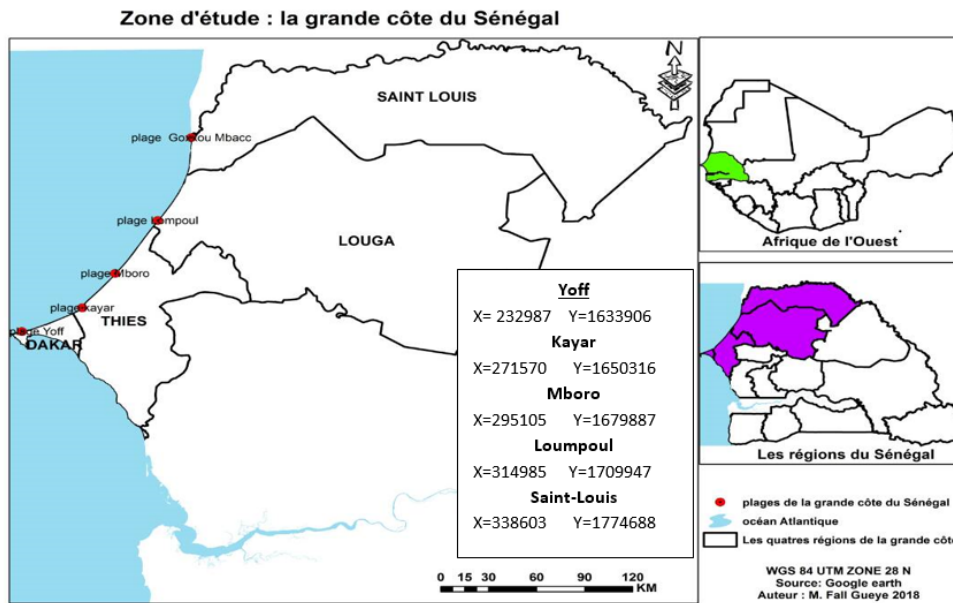 Zone d'étude : la grande côte du Sénégal
N
SAINT LOUIS
plage Goxtou Mbacc
plage Lompoul
LOUGA
plage Mboro
plage kayar
THIES
plage Yoff
DAKAR
Yoff
X= 232987 Y=1633906
Kayar
X=271570 Y=1650316
Mboro
X=295105 Y=1679887
Loumpoul
X=314985 Y=1709947
Saint-Louis
X=338603 Y=1774688
0 15 30 60 90 120
KM
Afrique de l'Ouest
Les régions du Sénégal
plages de la grande côte du Sénégal
océan Atlantique
Les quatres régions de la grande côte
WGS 84 UTM ZONE 28 N
Source: Google earth
Auteur : M. Fall Gueye 2018